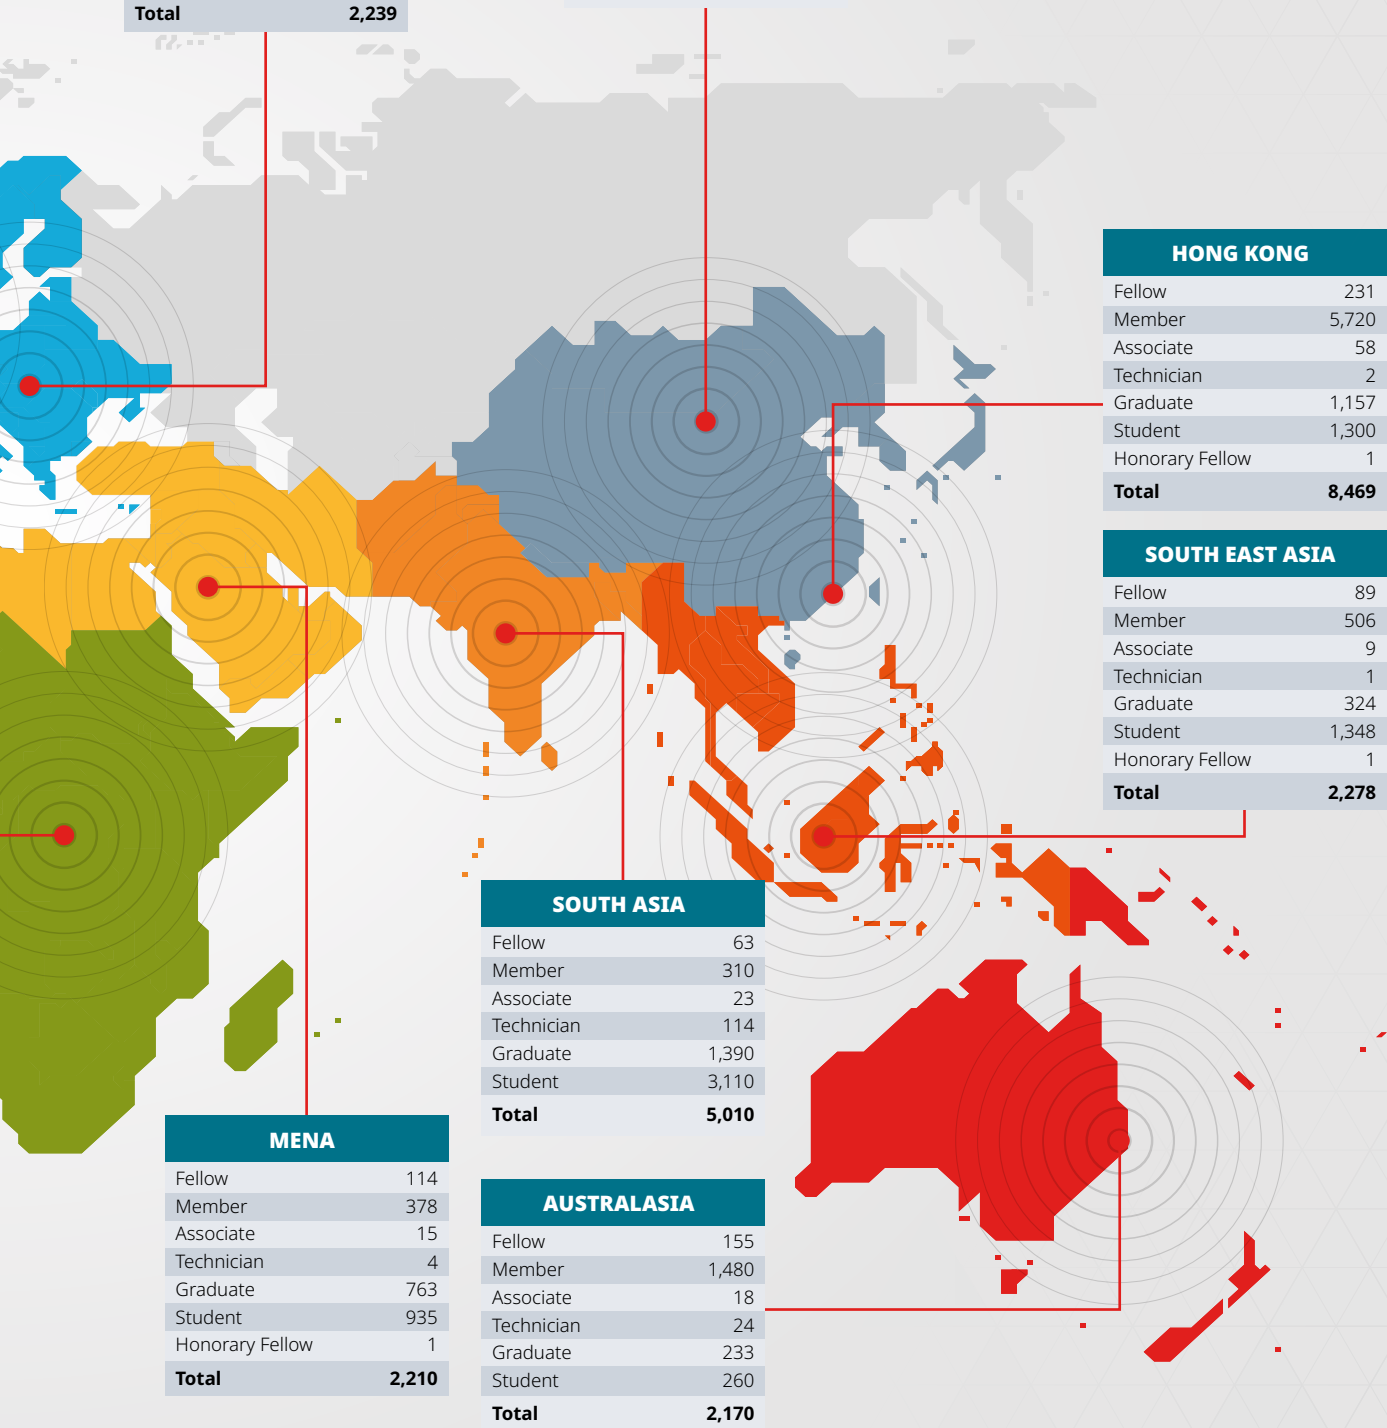 Total 2,239
HONG KONG
Fellow 231
Member 5,720
Associate 58
Technician 2
Graduate 1,157
Student 1,300
Honorary Fellow 1
Total 8,469
SOUTH EAST ASIA
Fellow 89
Member 506
Associate 9
Technician 1
Graduate 324
Student 1,348
Honorary Fellow 1
Total 2,278
SOUTH ASIA
Fellow 63
Member 310
Associate 23
Technician 114
Graduate 1,390
Student 3,110
Total 5,010
MENA
Fellow 114
Member 378
Associate 15
Technician 4
Graduate 763
Student 935
Honorary Fellow 1
Total 2,210
AUSTRALASIA
Fellow 155
Member 1,480
Associate 18
Technician 24
Graduate 233
Student 260
Total 2,170